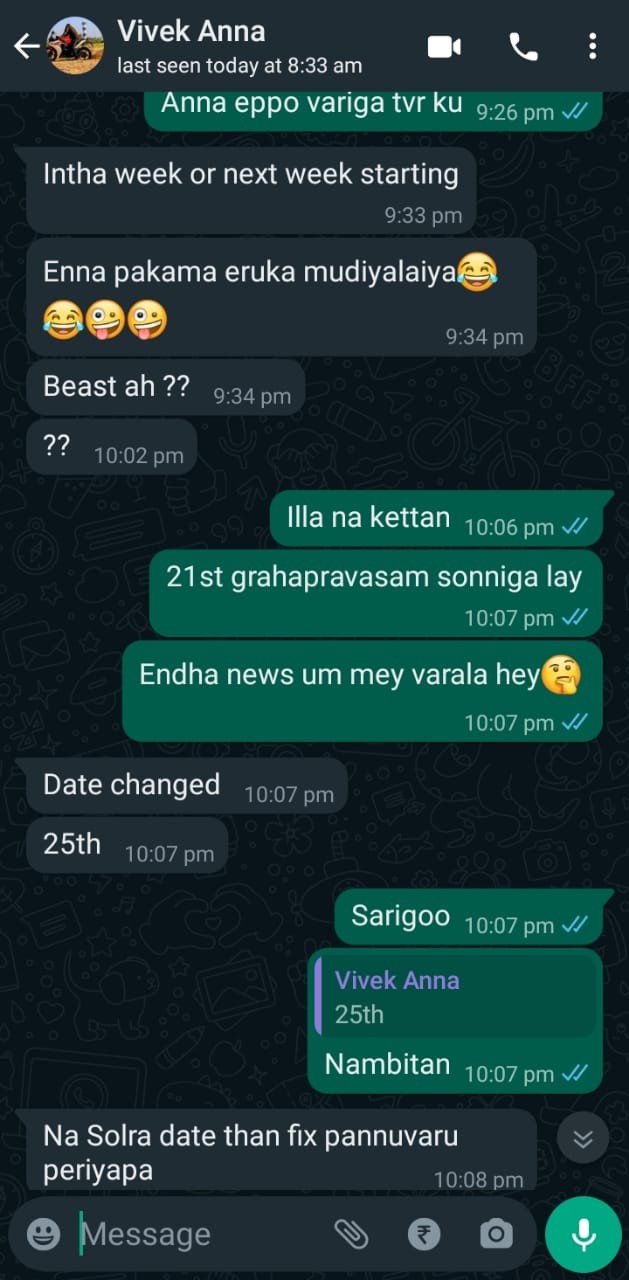 Vivek Anna
last seen today at 8:33 am
Anna eppo variga tvr ku 9:26 pm
Intha week or next week starting
9:33 pm
Enna pakama eruka mudiyalaiya😂
😂🤪🤪
9:34 pm
Beast ah ?? 9:34 pm
?? 10:02 pm
Illa na kettan 10:06 pm
21st grahapravasam sonniga lay
10:07 pm
Endha news um mey varala hey🤔
10:07 pm
Date changed 10:07 pm
25th 10:07 pm
Sarigoo 10:07 pm
Vivek Anna
25th
Nambitan 10:07 pm
Na Solra date than fix pannuvaru
periyapa 10:08 pm
Message ₹